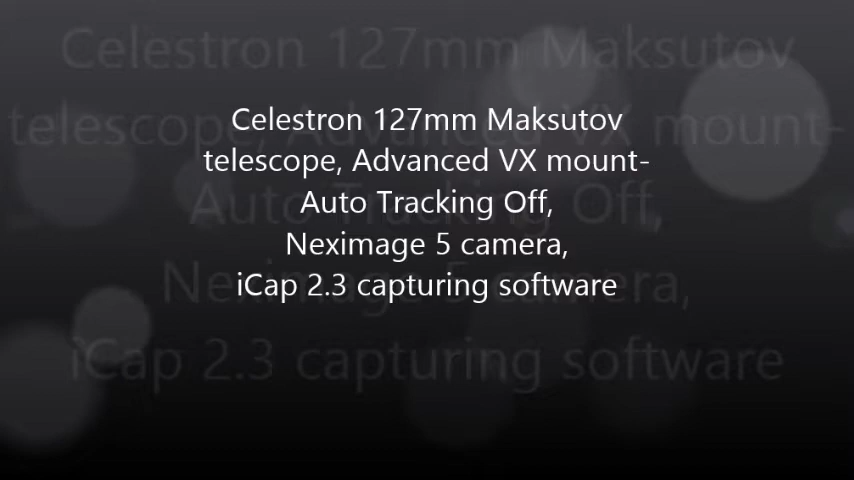 Celestron 127mm Maksutov
telescope, Advanced VX mount-
Auto Tracking Off,
Neximage 5 camera,
iCap 2.3 capturing software